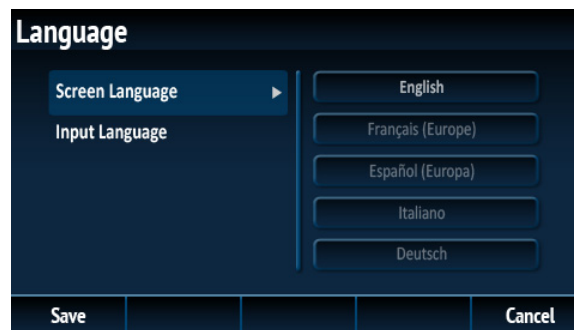 Language
Screen Language
Input Language
English
Français (Europe)
Español (Europa)
Italiano
Deutsch
Save
Cancel